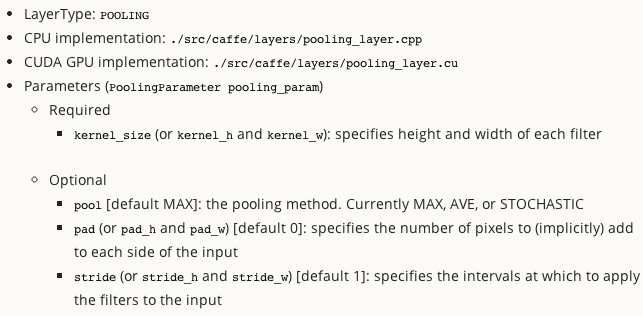 LayerType: POOLING
CPU implementation: ./src/caffe/layers/pooling_layer.cpp
CUDA GPU implementation: ./src/caffe/layers/pooling_layer.cu
Parameters (PoolingParameter pooling_param)
Required
kernel_size (or kernel_h and kernel_w): specifies height and width of each filter
Optional
pool [default MAX]: the pooling method. Currently MAX, AVE, or STOCHASTIC
pad (or pad_h and pad_w) [default 0]: specifies the number of pixels to (implicitly) add
to each side of the input
stride (or stride_h and stride_w) [default 1]: specifies the intervals at which to apply
the filters to the input